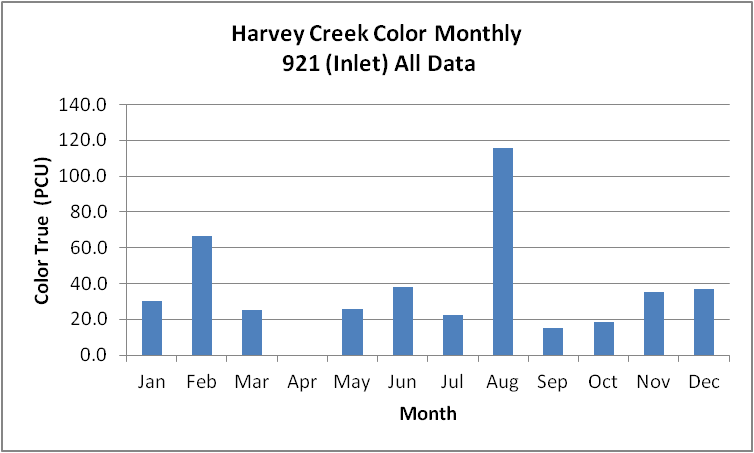 Harvey Creek Color Monthly
921 (Inlet) All Data
Color True  (PCU)
140.0
120.0
100.0
80.0
60.0
40.0
20.0
0.0
Jan Feb Mar Apr May Jun Jul Aug Sep Oct Nov Dec
Month